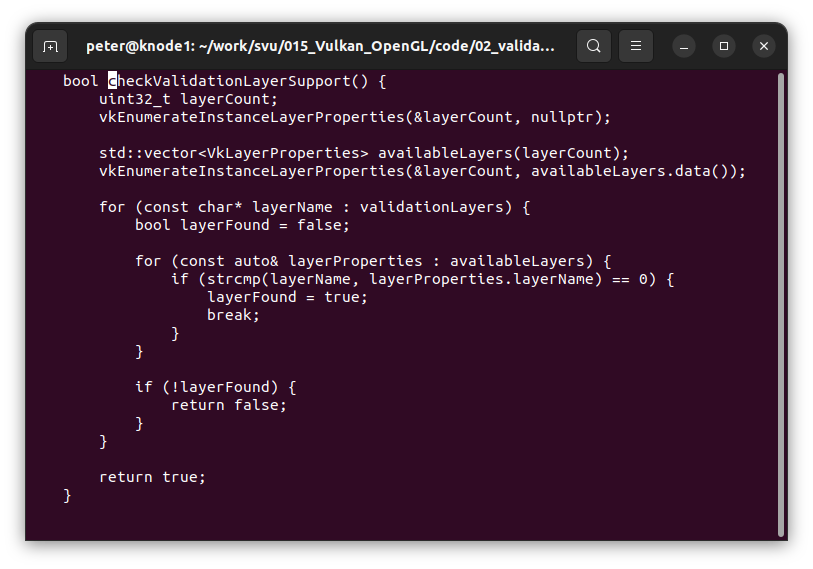 peter@knode1: ~/work/svu/015_Vulkan_OpenGL/code/02_valida...
bool checkValidationLayerSupport() {
    uint32_t layerCount;
    vkEnumerateInstanceLayerProperties(&layerCount, nullptr);

    std::vector<VkLayerProperties> availableLayers(layerCount);
    vkEnumerateInstanceLayerProperties(&layerCount, availableLayers.data());

    for (const char* layerName : validationLayers) {
        bool layerFound = false;

        for (const auto& layerProperties : availableLayers) {
            if (strcmp(layerName, layerProperties.layerName) == 0) {
                layerFound = true;
                break;
            }
        }

        if (!layerFound) {
            return false;
        }
    }

    return true;
}